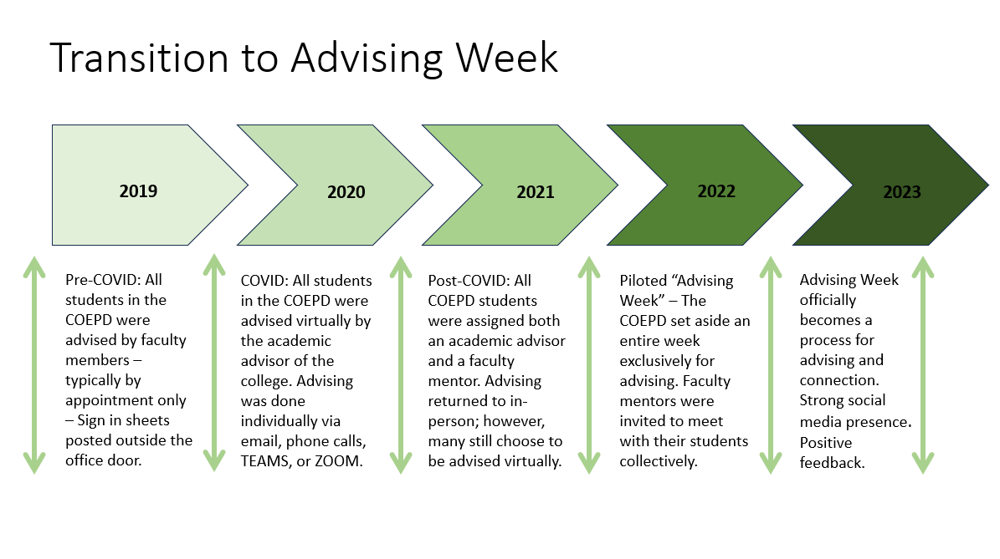 Transition to Advising Week
2019
2020
2021
2022
2023
Pre-COVID: All
students in the
COEPD were
advised by faculty
members –
typically by
appointment only
– Sign in sheets
posted outside the
office door.
COVID: All students
in the COEPD were
advised virtually by
the academic
advisor of the
college. Advising
was done
individually via
email, phone calls,
TEAMS, or ZOOM.
Post-COVID: All
COEPD students
were assigned both
an academic advisor
and a faculty
mentor. Advising
returned to in-
person; however,
many still choose to
be advised virtually.
Piloted “Advising
Week” – The
COEPD set aside an
entire week
exclusively for
advising. Faculty
mentors were
invited to meet
with their students
collectively.
Advising Week
officially
becomes a
process for
advising and
connection.
Strong social
media presence.
Positive
feedback.